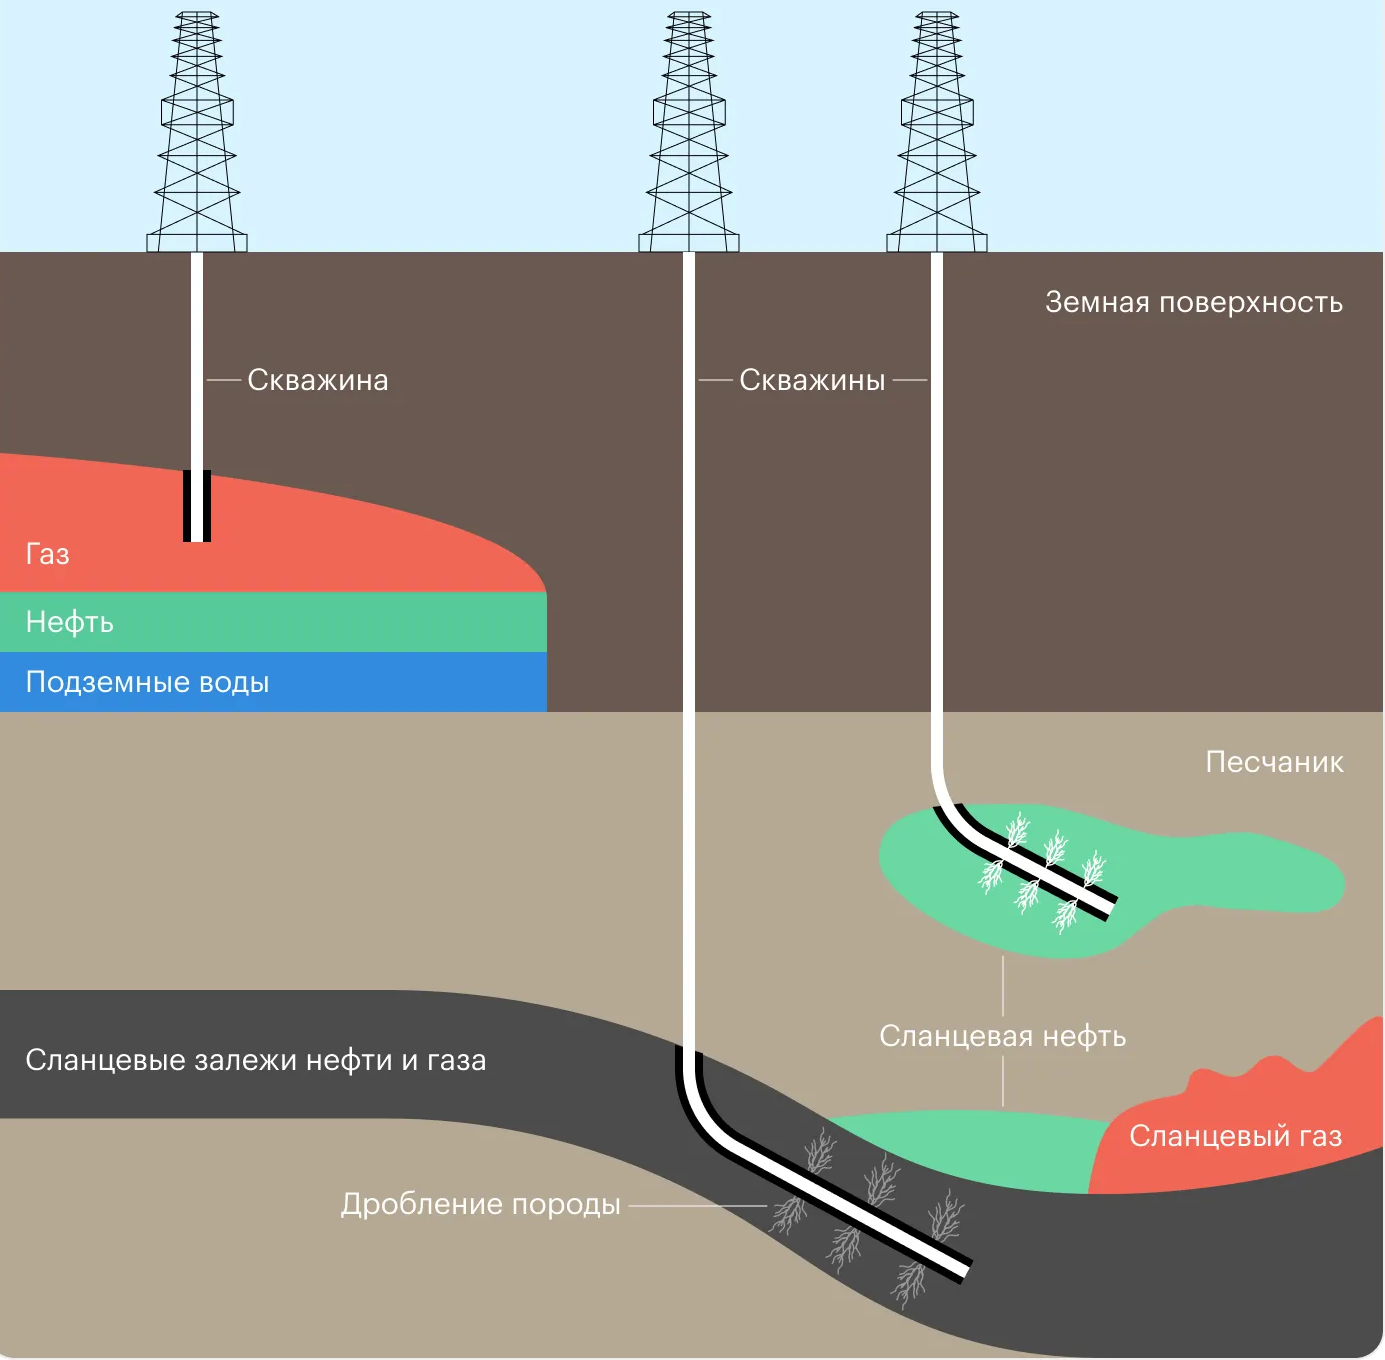 Земная поверхность
Скважина
Скважины
Газ
Нефть
Подземные воды
Песчаник
Сланцевая нефть
Сланцевые залежи нефти и газа
Сланцевый газ
Дробление породы